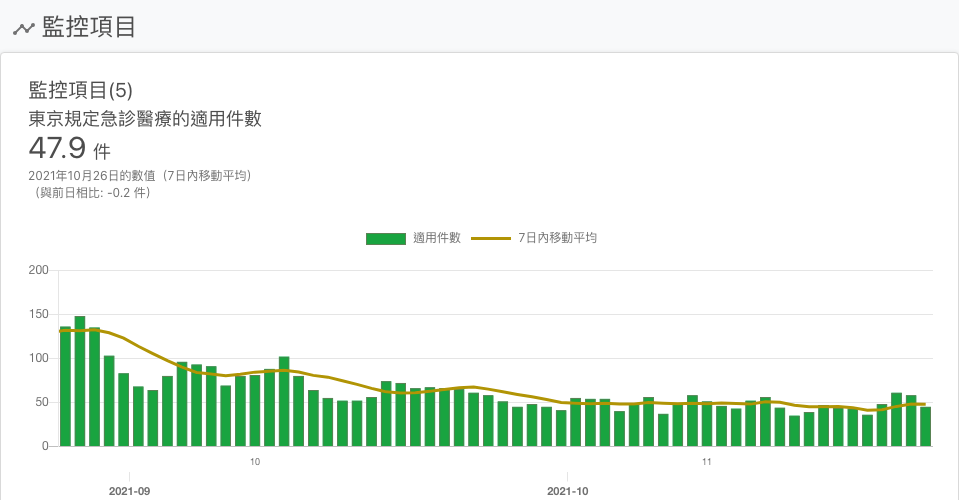 監控項目
監控項目(5)
東京規定急診醫療的適用件數
47.9 件
2021年10月26日的數值（7日內移動平均）
（與前日相比: -0.2 件）
適用件數 7日內移動平均
200
150
100
50
0
10 11
2021-09 2021-10